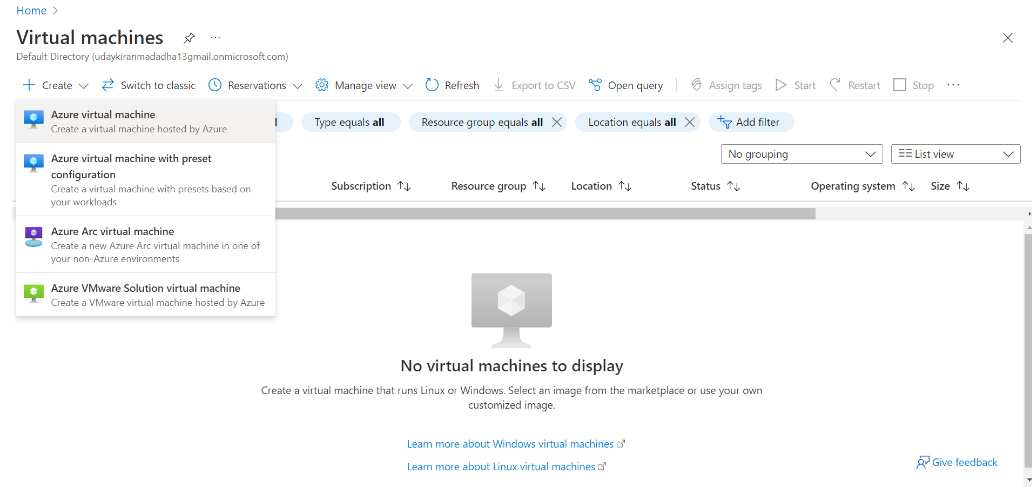 Home
Virtual machines
Default Directory (udaykiranmadadha13gmail.onmicrosoft.com)
Create Switch to classic Reservations Manage view Refresh Export to CSV Open query Assign tags Start Restart Stop
Azure virtual machine
Create a virtual machine hosted by Azure
Azure virtual machine with preset
configuration
Create a virtual machine with presets based on
your workloads
Azure Arc virtual machine
Create a new Azure Arc virtual machine in one of
your non-Azure environments
Azure VMware Solution virtual machine
Create a VMware virtual machine hosted by Azure
Type equals all Resource group equals all Location equals all Add filter
No grouping List view
Subscription Resource group Location Status Operating system Size
No virtual machines to display
Create a virtual machine that runs Linux or Windows. Select an image from the marketplace or use your own
customized image.
Learn more about Windows virtual machines
Learn more about Linux virtual machines
Give feedback